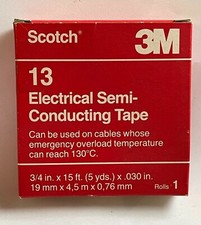 Scotch 3M
13
Electrical Semi-
Conducting Tape
Can be used on cables whose
emergency overload temperature
can reach 130°C.
3/4 in. x 15 ft. (5 yds.) x .030 in.
19 mm x 4,5 m x 0,76 mm Rolls 1